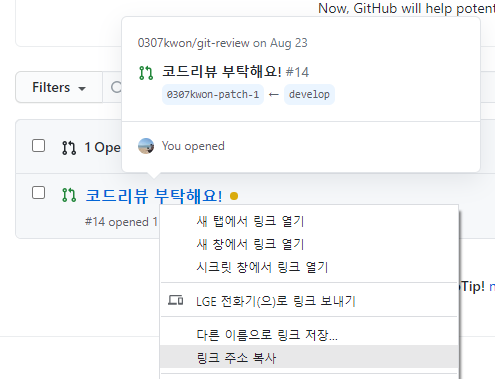 Now, GitHub will help potent
0307kwon/git-review on Aug 23
코드리뷰 부탁해요! #14
0307kwon-patch-1 ← develop
Filters
You opened
1 Ope
코드리뷰 부탁해요!
#14 opened 1
새 탭에서 링크 열기
새 창에서 링크 열기
시크릿 창에서 링크 열기
Tip! n
LGE 전화기(으)로 링크 보내기
다른 이름으로 링크 저장...
링크 주소 복사